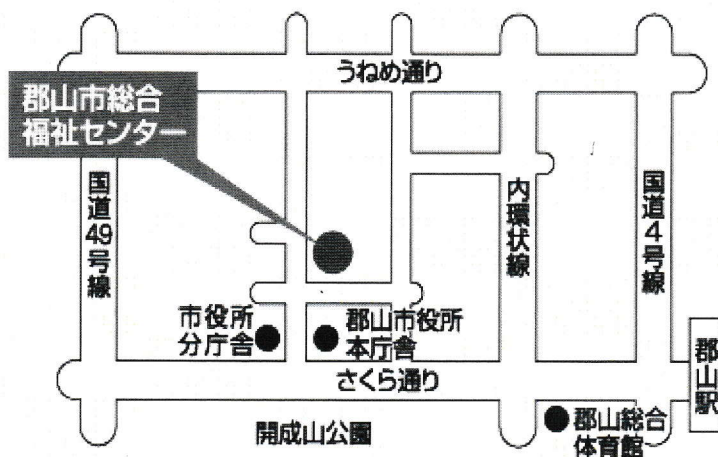 うねめ通り
郡山市総合
福祉センター
国道49号線
内環状線
国道4号線
市役所
分庁舎
郡山市役所
本庁舎
郡山駅
さくら通り
開成山公園
郡山総合
体育館